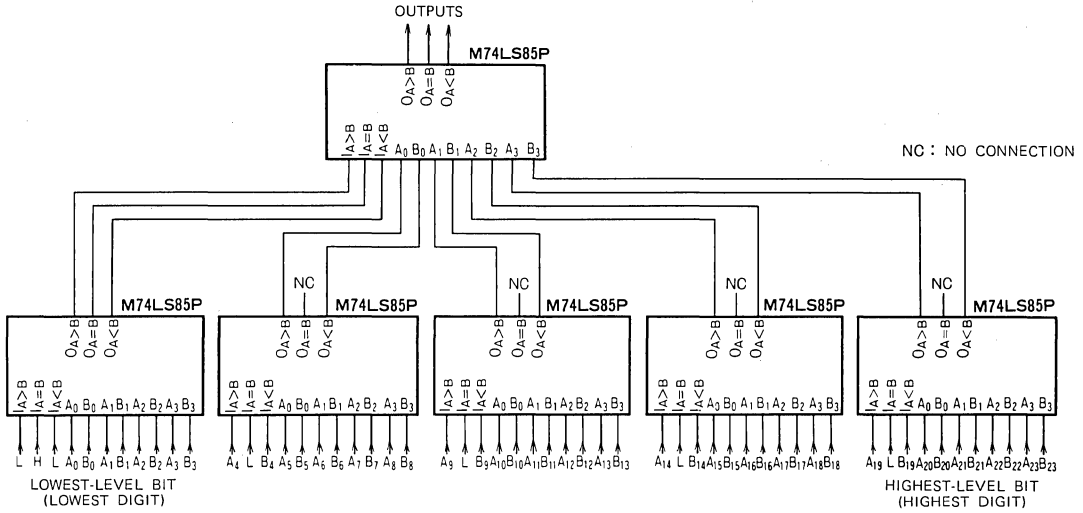 OUTPUTS
M74LS85P
OA>B OA=B OA<B
IA>B IA=B IA<B A0 B0 A1 B1 A2 B2 A3 B3
NC : NO CONNECTION
NC NC NC NC
M74LS85P M74LS85P M74LS85P M74LS85P M74LS85P
OA>B OA=B OA<B OA>B OA=B OA<B OA>B OA=B OA<B OA>B OA=B OA<B OA>B OA=B OA<B
IA>B IA=B IA<B A0 B0 A1 B1 A2 B2 A3 B3 IA>B IA=B IA<B A0 B0 A1 B1 A2 B2 A3 B3 IA>B IA=B IA<B A0 B0 A1 B1 A2 B2 A3 B3 IA>B IA=B IA<B A0 B0 A1 B1 A2 B2 A3 B3 IA>B IA=B IA<B A0 B0 A1 B1 A2 B2 A3 B3
L H L A0 B0 A1 B1 A2 B2 A3 B3 A4 L B4 A5 B5 A6 B6 A7 B7 A8 B8 A9 L B9 A10 B10 A11 B11 A12 B12 A13 B13 A14 L B14 A15 B15 A16 B16 A17 B17 A18 B18 A19 L B19 A20 B20 A21 B21 A22 B22 A23 B23
LOWEST-LEVEL BIT
(LOWEST DIGIT)
HIGHEST-LEVEL BIT
(HIGHEST DIGIT)